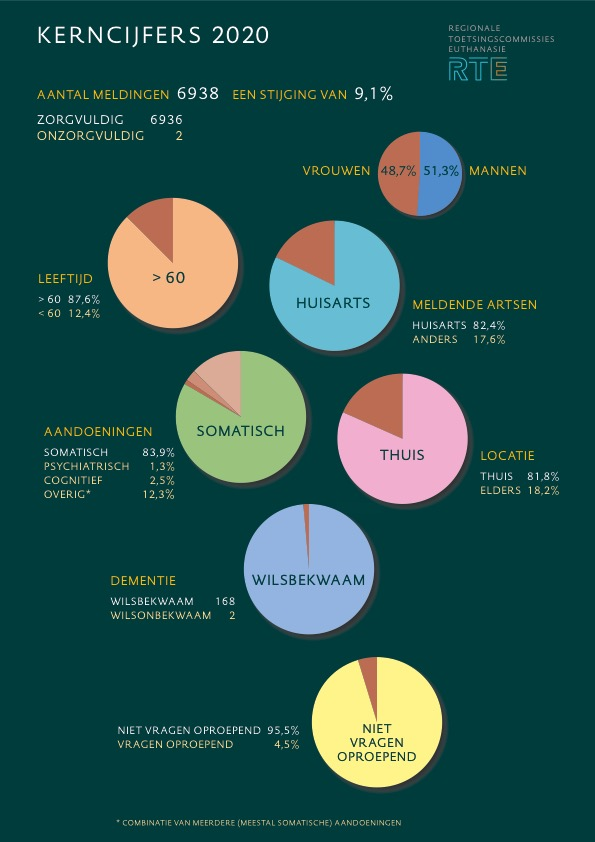 KERNCIJFERS 2020
REGIONALE
TOETSINGSCOMMISSIES
EUTHANASIE
RTE
AANTAL MELDINGEN 6938 EEN STIJGING VAN 9,1%
ZORGVULDIG 6936
ONZORGVULDIG 2
VROUWEN 48,7% 51,3% MANNEN
> 60
LEEFTIJD
> 60 87,6%
< 60 12,4%
HUISARTS
MELDENDE ARTSEN
HUISARTS 82,4%
ANDERS 17,6%
SOMATISCH
AANDOENINGEN
SOMATISCH 83,9%
PSYCHIATRISCH 1,3%
COGNITIEF 2,5%
OVERIG* 12,3%
THUIS
LOCATIE
THUIS 81,8%
ELDERS 18,2%
WILSBEKWAAM
DEMENTIE
WILSBEKWAAM 168
WILSONBEKWAAM 2
NIET VRAGEN OPROEPEND 95,5%
VRAGEN OPROEPEND 4,5%
NIET
VRAGEN
OPROEPEND
* COMBINATIE VAN MEERDERE (MEESTAL SOMATISCHE) AANDOENINGEN